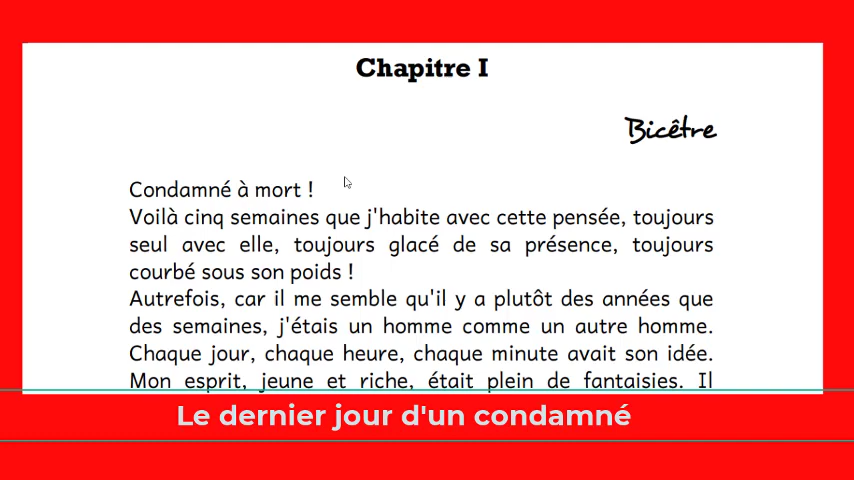 Chapitre I
Bicêtre
Condamné à mort !
Voilà cinq semaines que j'habite avec cette pensée, toujours
seul avec elle, toujours glacé de sa présence, toujours
courbé sous son poids !
Autrefois, car il me semble qu'il y a plutôt des années que
des semaines, j'étais un homme comme un autre homme.
Chaque jour, chaque heure, chaque minute avait son idée.
Mon esprit, jeune et riche, était plein de fantaisies. Il
Le dernier jour d'un condamné